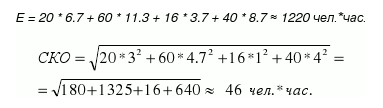 E = 20 * 6.7 + 60 * 11.3 + 16 * 3.7 + 40 * 8.7 ≈ 1220 чел.*час.
СКО = √(20*3² + 60*4.7² +16*1² + 40*4²) =
= √(180+1325+16+640) ≈ 46 чел.*час.